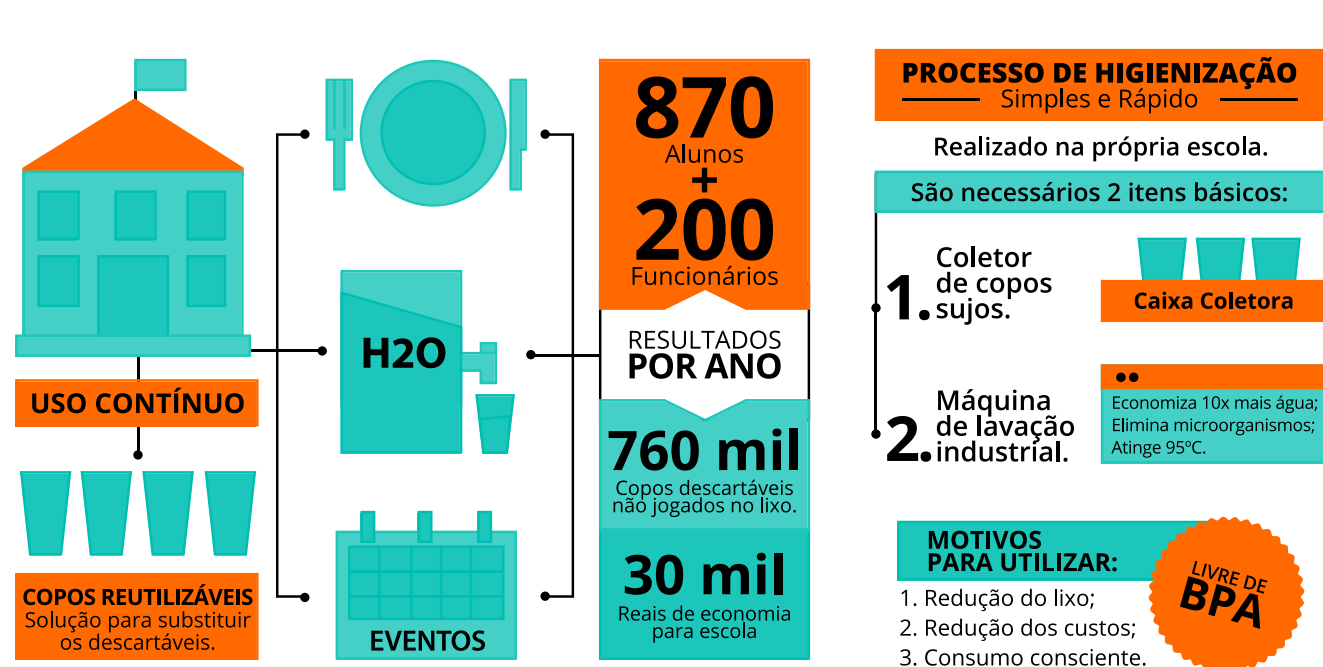 USO CONTÍNUO
COPOS REUTILIZÁVEIS
Solução para substituir
os descartáveis.
H2O
EVENTOS
870
Alunos
+
200
Funcionários
RESULTADOS
POR ANO
760 mil
Copos descartáveis
não jogados no lixo.
30 mil
Reais de economia
para escola
PROCESSO DE HIGIENIZAÇÃO
Simples e Rápido
Realizado na própria escola.
São necessários 2 itens básicos:
1.
Coletor
de copos
sujos.
Caixa Coletora
2.
Máquina
de lavação
industrial.
Economiza 10x mais água;
Elimina microorganismos;
Atinge 95ºC.
MOTIVOS
PARA UTILIZAR:
1. Redução do lixo;
2. Redução dos custos;
3. Consumo consciente.
LIVRE DE
BPA